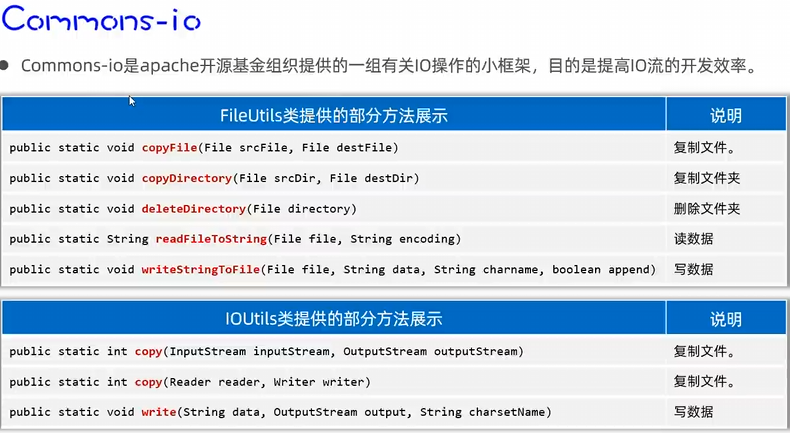 Commons-io
● Commons-io是apache开源基金组织提供的一组有关IO操作的小框架，目的是提高IO流的开发效率。
FileUtils类提供的部分方法展示 说明
public static void copyFile(File srcFile, File destFile) 复制文件。
public static void copyDirectory(File srcDir, File destDir) 复制文件夹
public static void deleteDirectory(File directory) 删除文件夹
public static String readFileToString(File file, String encoding) 读数据
public static void writeStringToFile(File file, String data, String charname, boolean append) 写数据
IOUtils类提供的部分方法展示 说明
public static int copy(InputStream inputStream, OutputStream outputStream) 复制文件。
public static int copy(Reader reader, Writer writer) 复制文件。
public static void write(String data, OutputStream output, String charsetName) 写数据